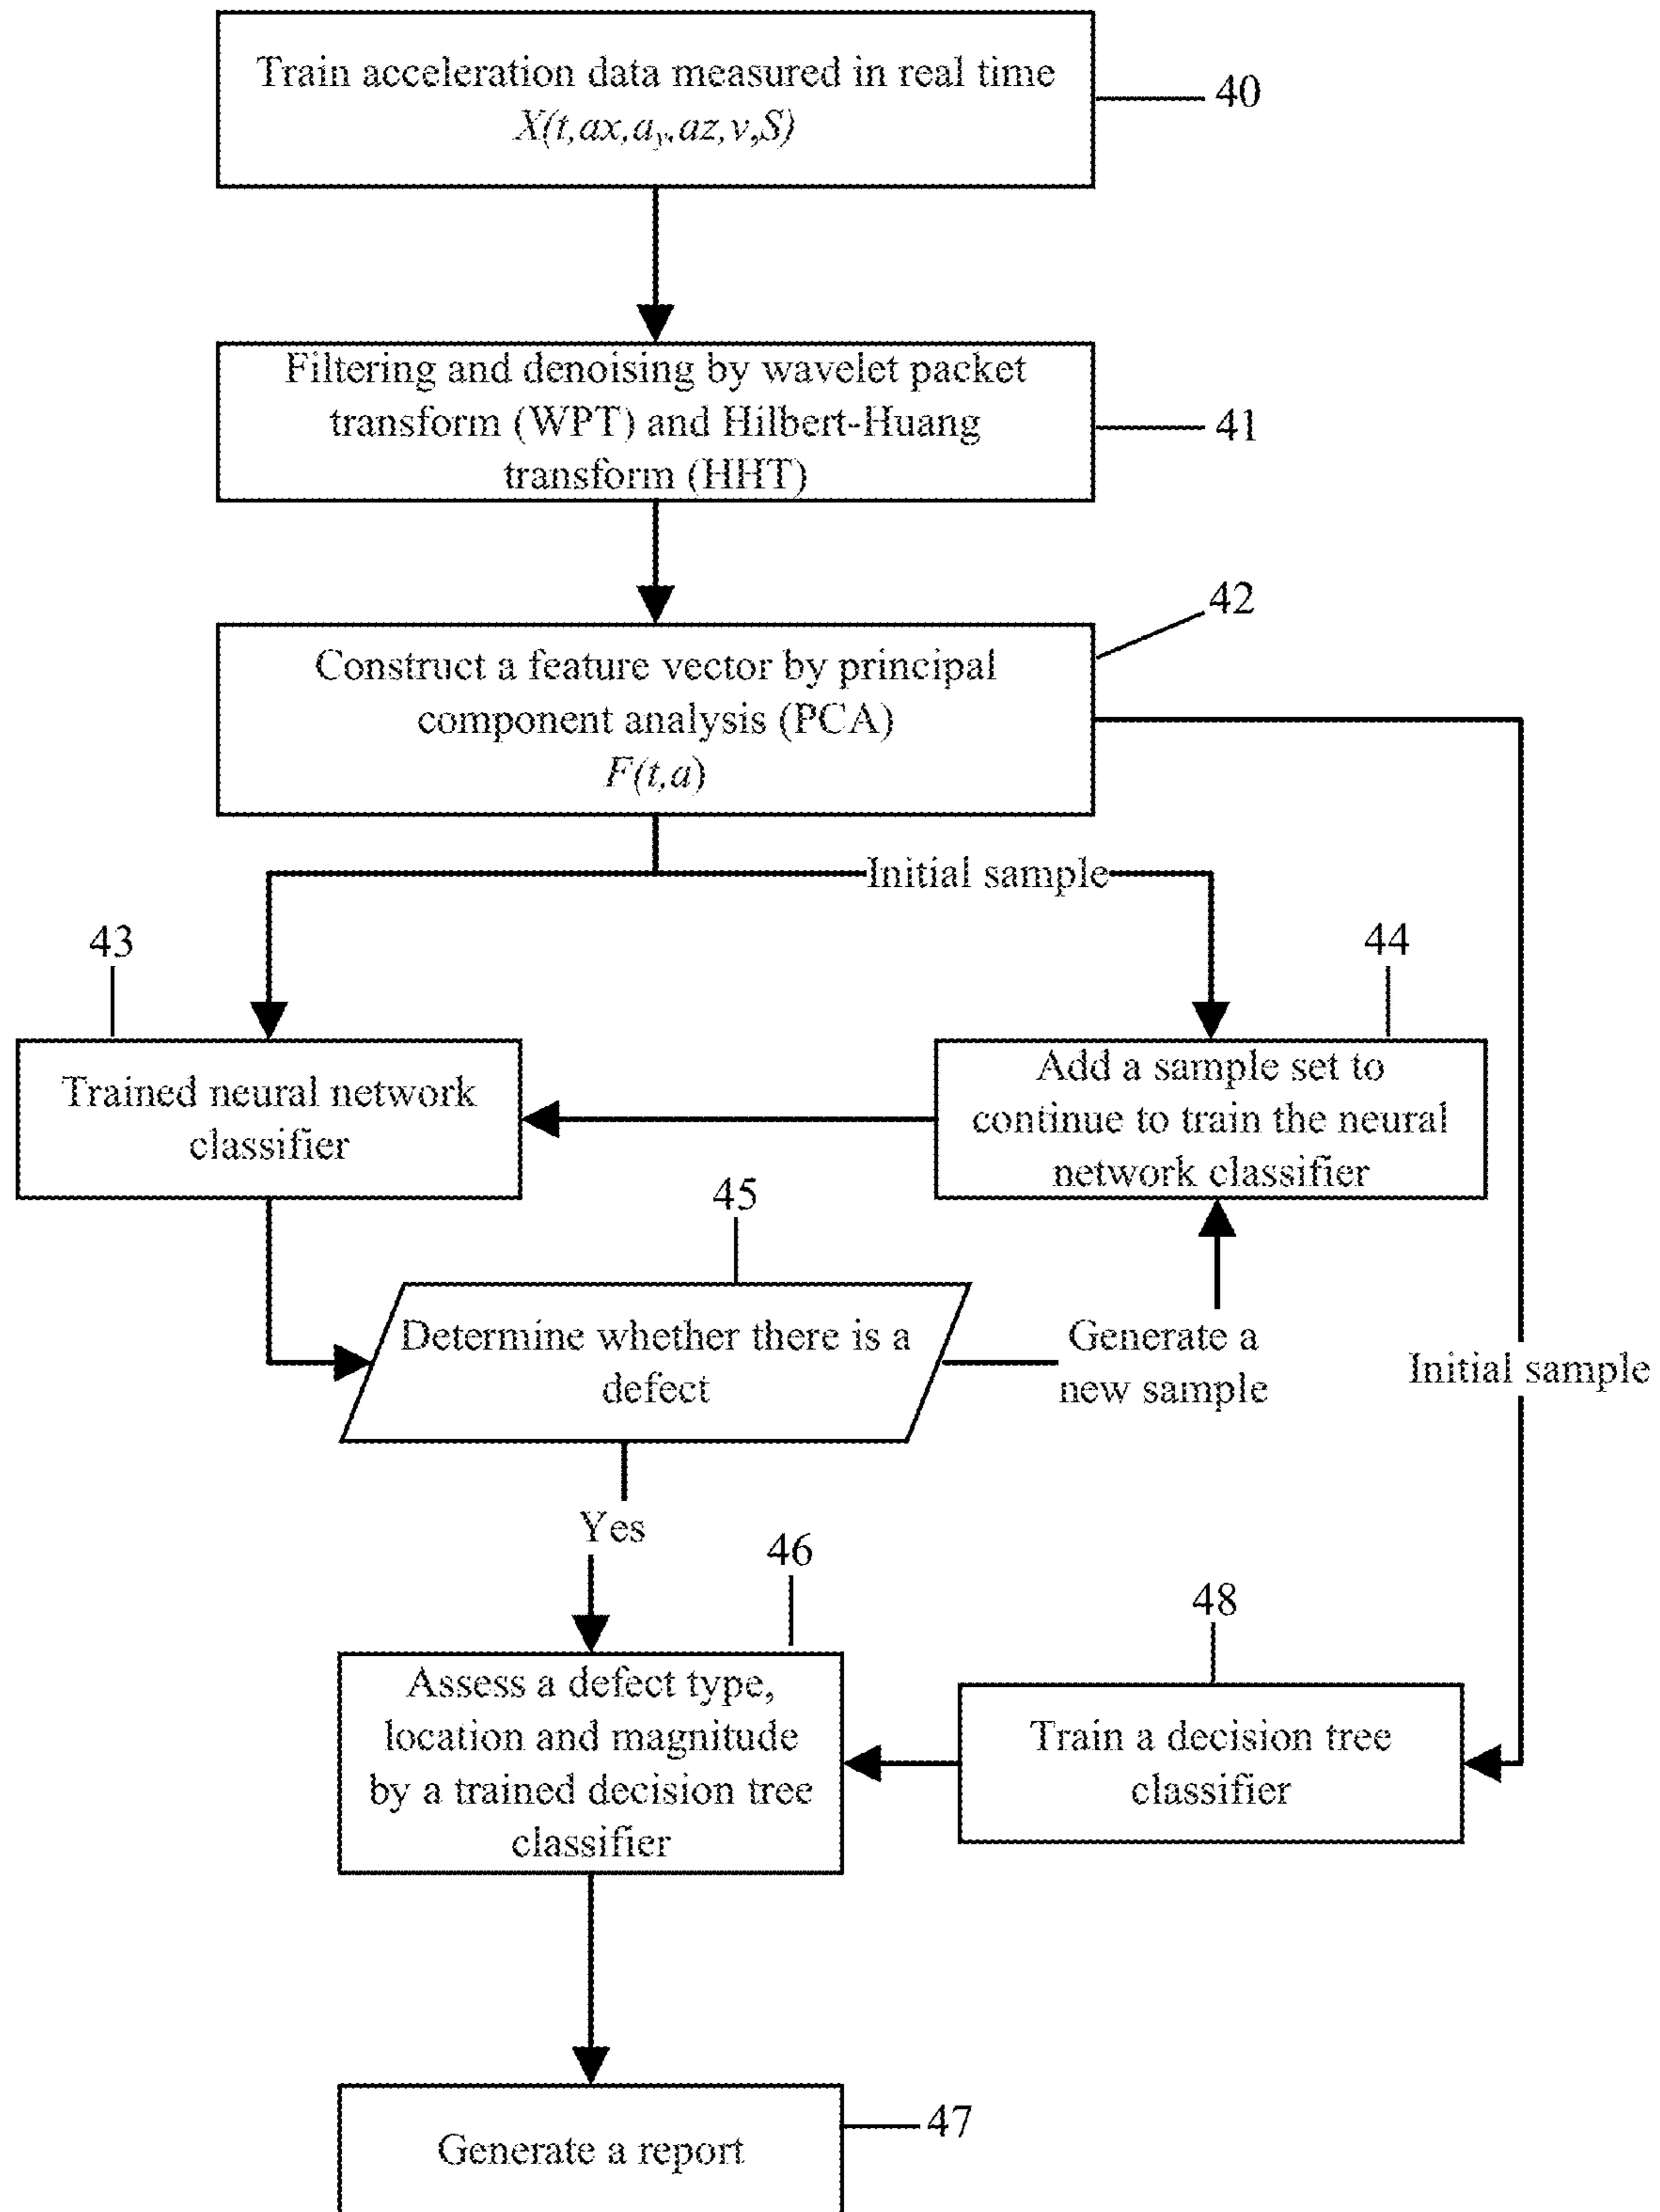 Train acceleration data measured in real time
X(t,ax,ay,az,v,S)
40
Filtering and denoising by wavelet packet
transform (WPT) and Hilbert-Huang
transform (HHT)
41
42
Construct a feature vector by principal
component analysis (PCA)
F(t,a)
Initial sample
43
44
Trained neural network
classifier
Add a sample set to
continue to train the neural
network classifier
45
Determine whether there is a
defect
Generate a
new sample
Initial sample
Yes
46
48
Assess a defect type,
location and magnitude
by a trained decision tree
classifier
Train a decision tree
classifier
47
Generate a report